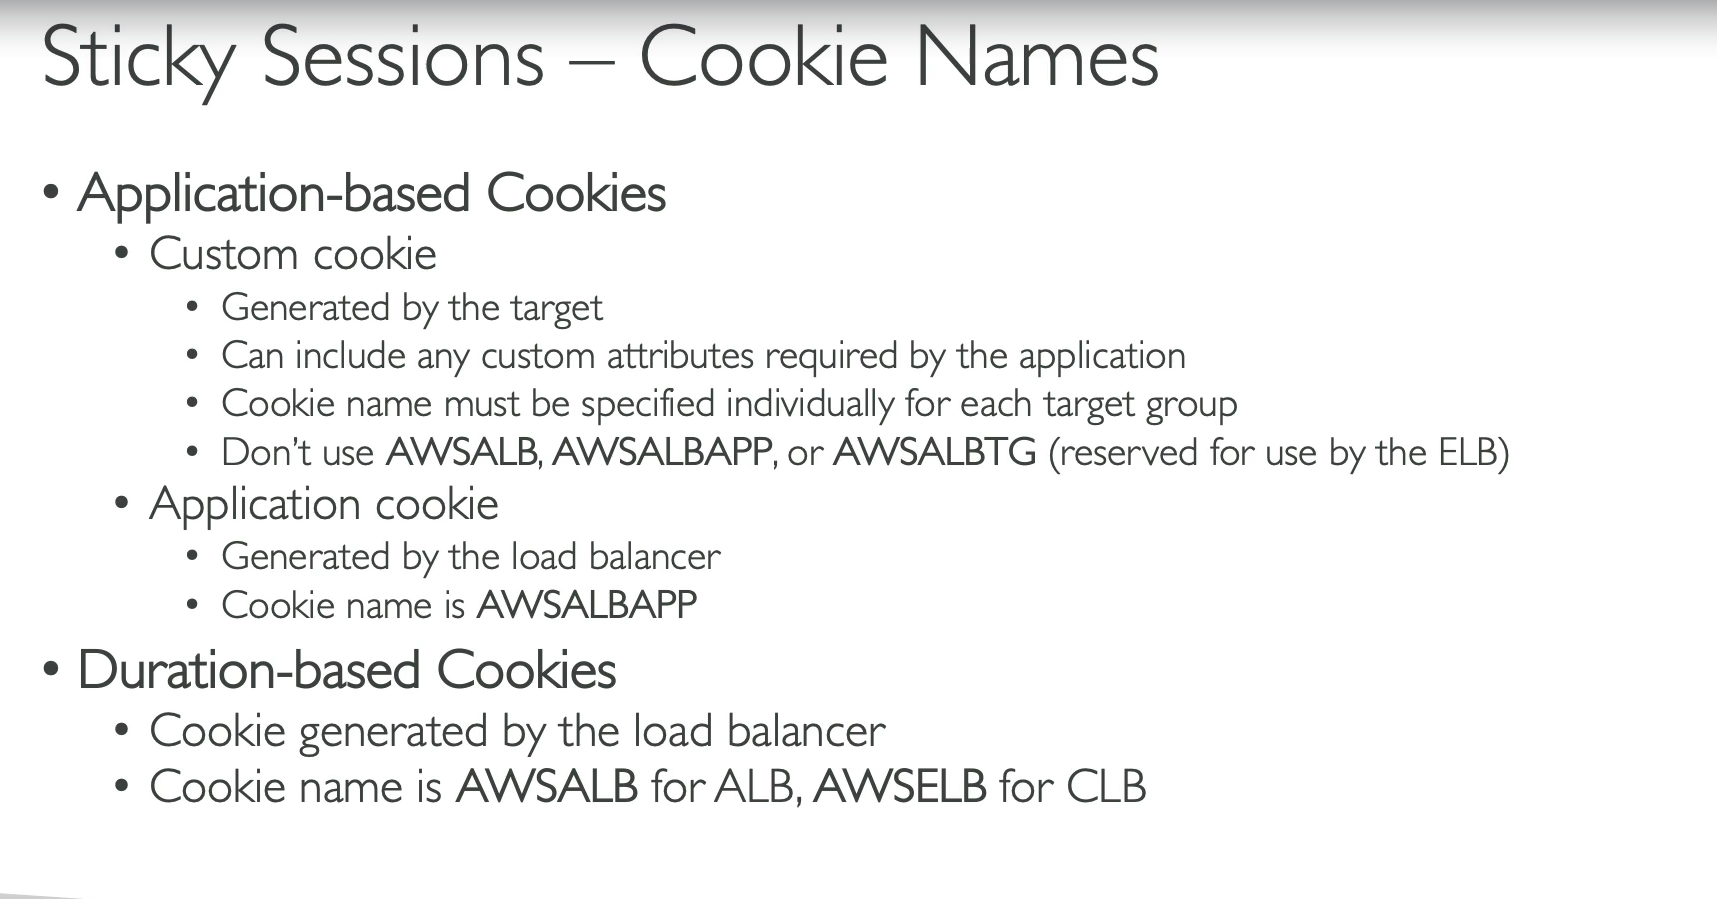 Sticky Sessions – Cookie Names
• Application-based Cookies
• Custom cookie
• Generated by the target
• Can include any custom attributes required by the application
• Cookie name must be specified individually for each target group
• Don’t use AWSALB, AWSALBAPP, or AWSALBTG (reserved for use by the ELB)
• Application cookie
• Generated by the load balancer
• Cookie name is AWSALBAPP
• Duration-based Cookies
• Cookie generated by the load balancer
• Cookie name is AWSALB for ALB, AWSELB for CLB